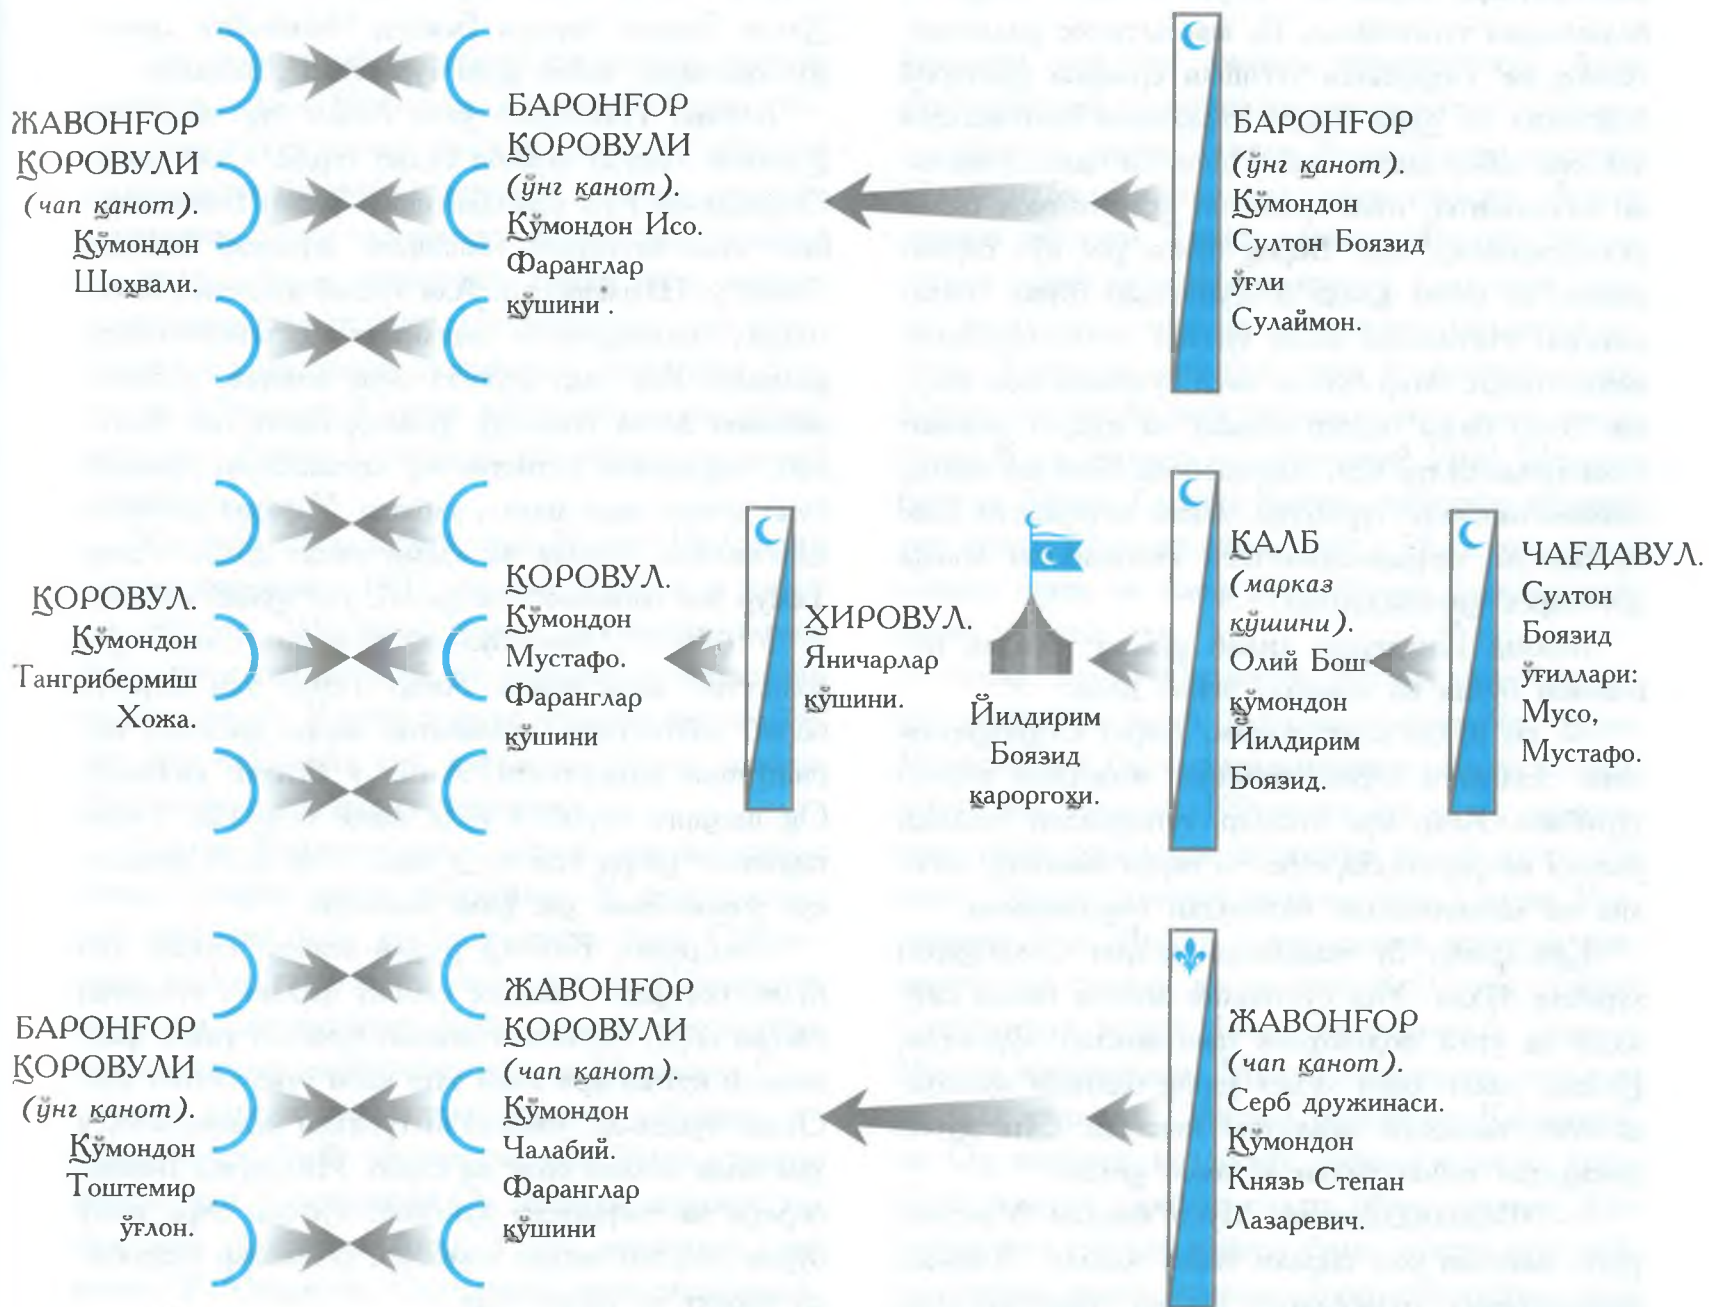 ЖАВОНҒОР
ҚОРОВУЛИ
(чап қанот).
Қўмондон
Шоҳвали.
БАРОНҒОР
ҚОРОВУЛИ
(ўнг қанот).
Қўмондон Исо.
Фаранглар
қўшини .
БАРОНҒОР
(ўнг қанот).
Қўмондон
Султон Боязид
ўғли
Сулаймон.
ҚОРОВУЛ.
Қўмондон
Тангрибермиш
Хожа.
ҚОРОВУЛ.
Қўмондон
Мустафо.
Фаранглар
қўшини
ҲИРОВУЛ.
Яничарлар
қўшини.
Йилдирим
Боязид
қароргоҳи.
ҚАЛБ
(марказ
қўшини).
Олий Бош
қўмондон
Йилдирим
Боязид.
ЧАҒДАВУЛ.
Султон
Боязид
ўғиллари:
Мусо,
Мустафо.
БАРОНҒОР
ҚОРОВУЛИ
(ўнг қанот).
Қўмондон
Тоштемир
ўғлон.
ЖАВОНҒОР
ҚОРОВУЛИ
(чап қанот).
Қўмондон
Чалабий.
Фаранглар
қўшини
ЖАВОНҒОР
(чап қанот).
Серб дружинаси.
Қўмондон
Князь Степан
Лазаревич.